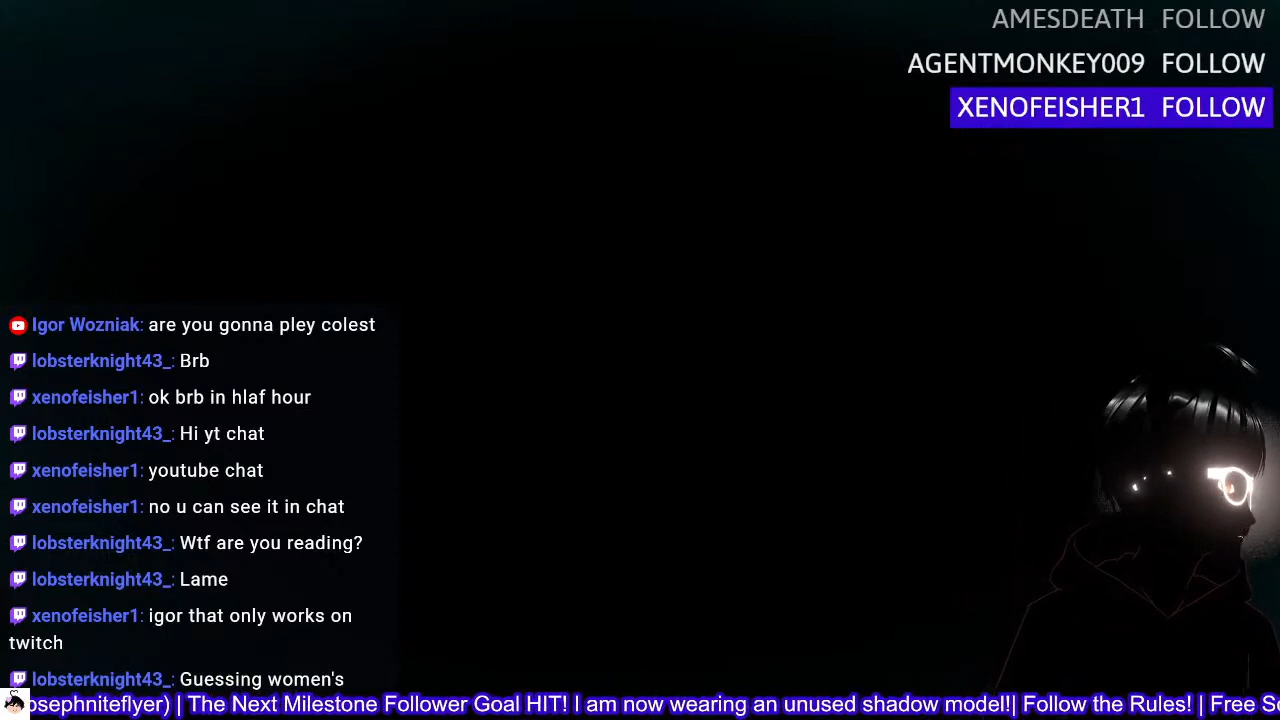 AMESDEATH FOLLOW
AGENTMONKEY009 FOLLOW
XENOFEISHER1 FOLLOW
Igor Wozniak: are you gonna pley colest
lobsterknight43_: Brb
xenofeisher1: ok brb in hlaf hour
lobsterknight43_: Hi yt chat
xenofeisher1: youtube chat
xenofeisher1: no u can see it in chat
lobsterknight43_: Wtf are you reading?
lobsterknight43_: Lame
xenofeisher1: igor that only works on
twitch
lobsterknight43_: Guessing women's
osephniteflyer) | The Next Milestone Follower Goal HIT! I am now wearing an unused shadow model!| Follow the Rules! | Free